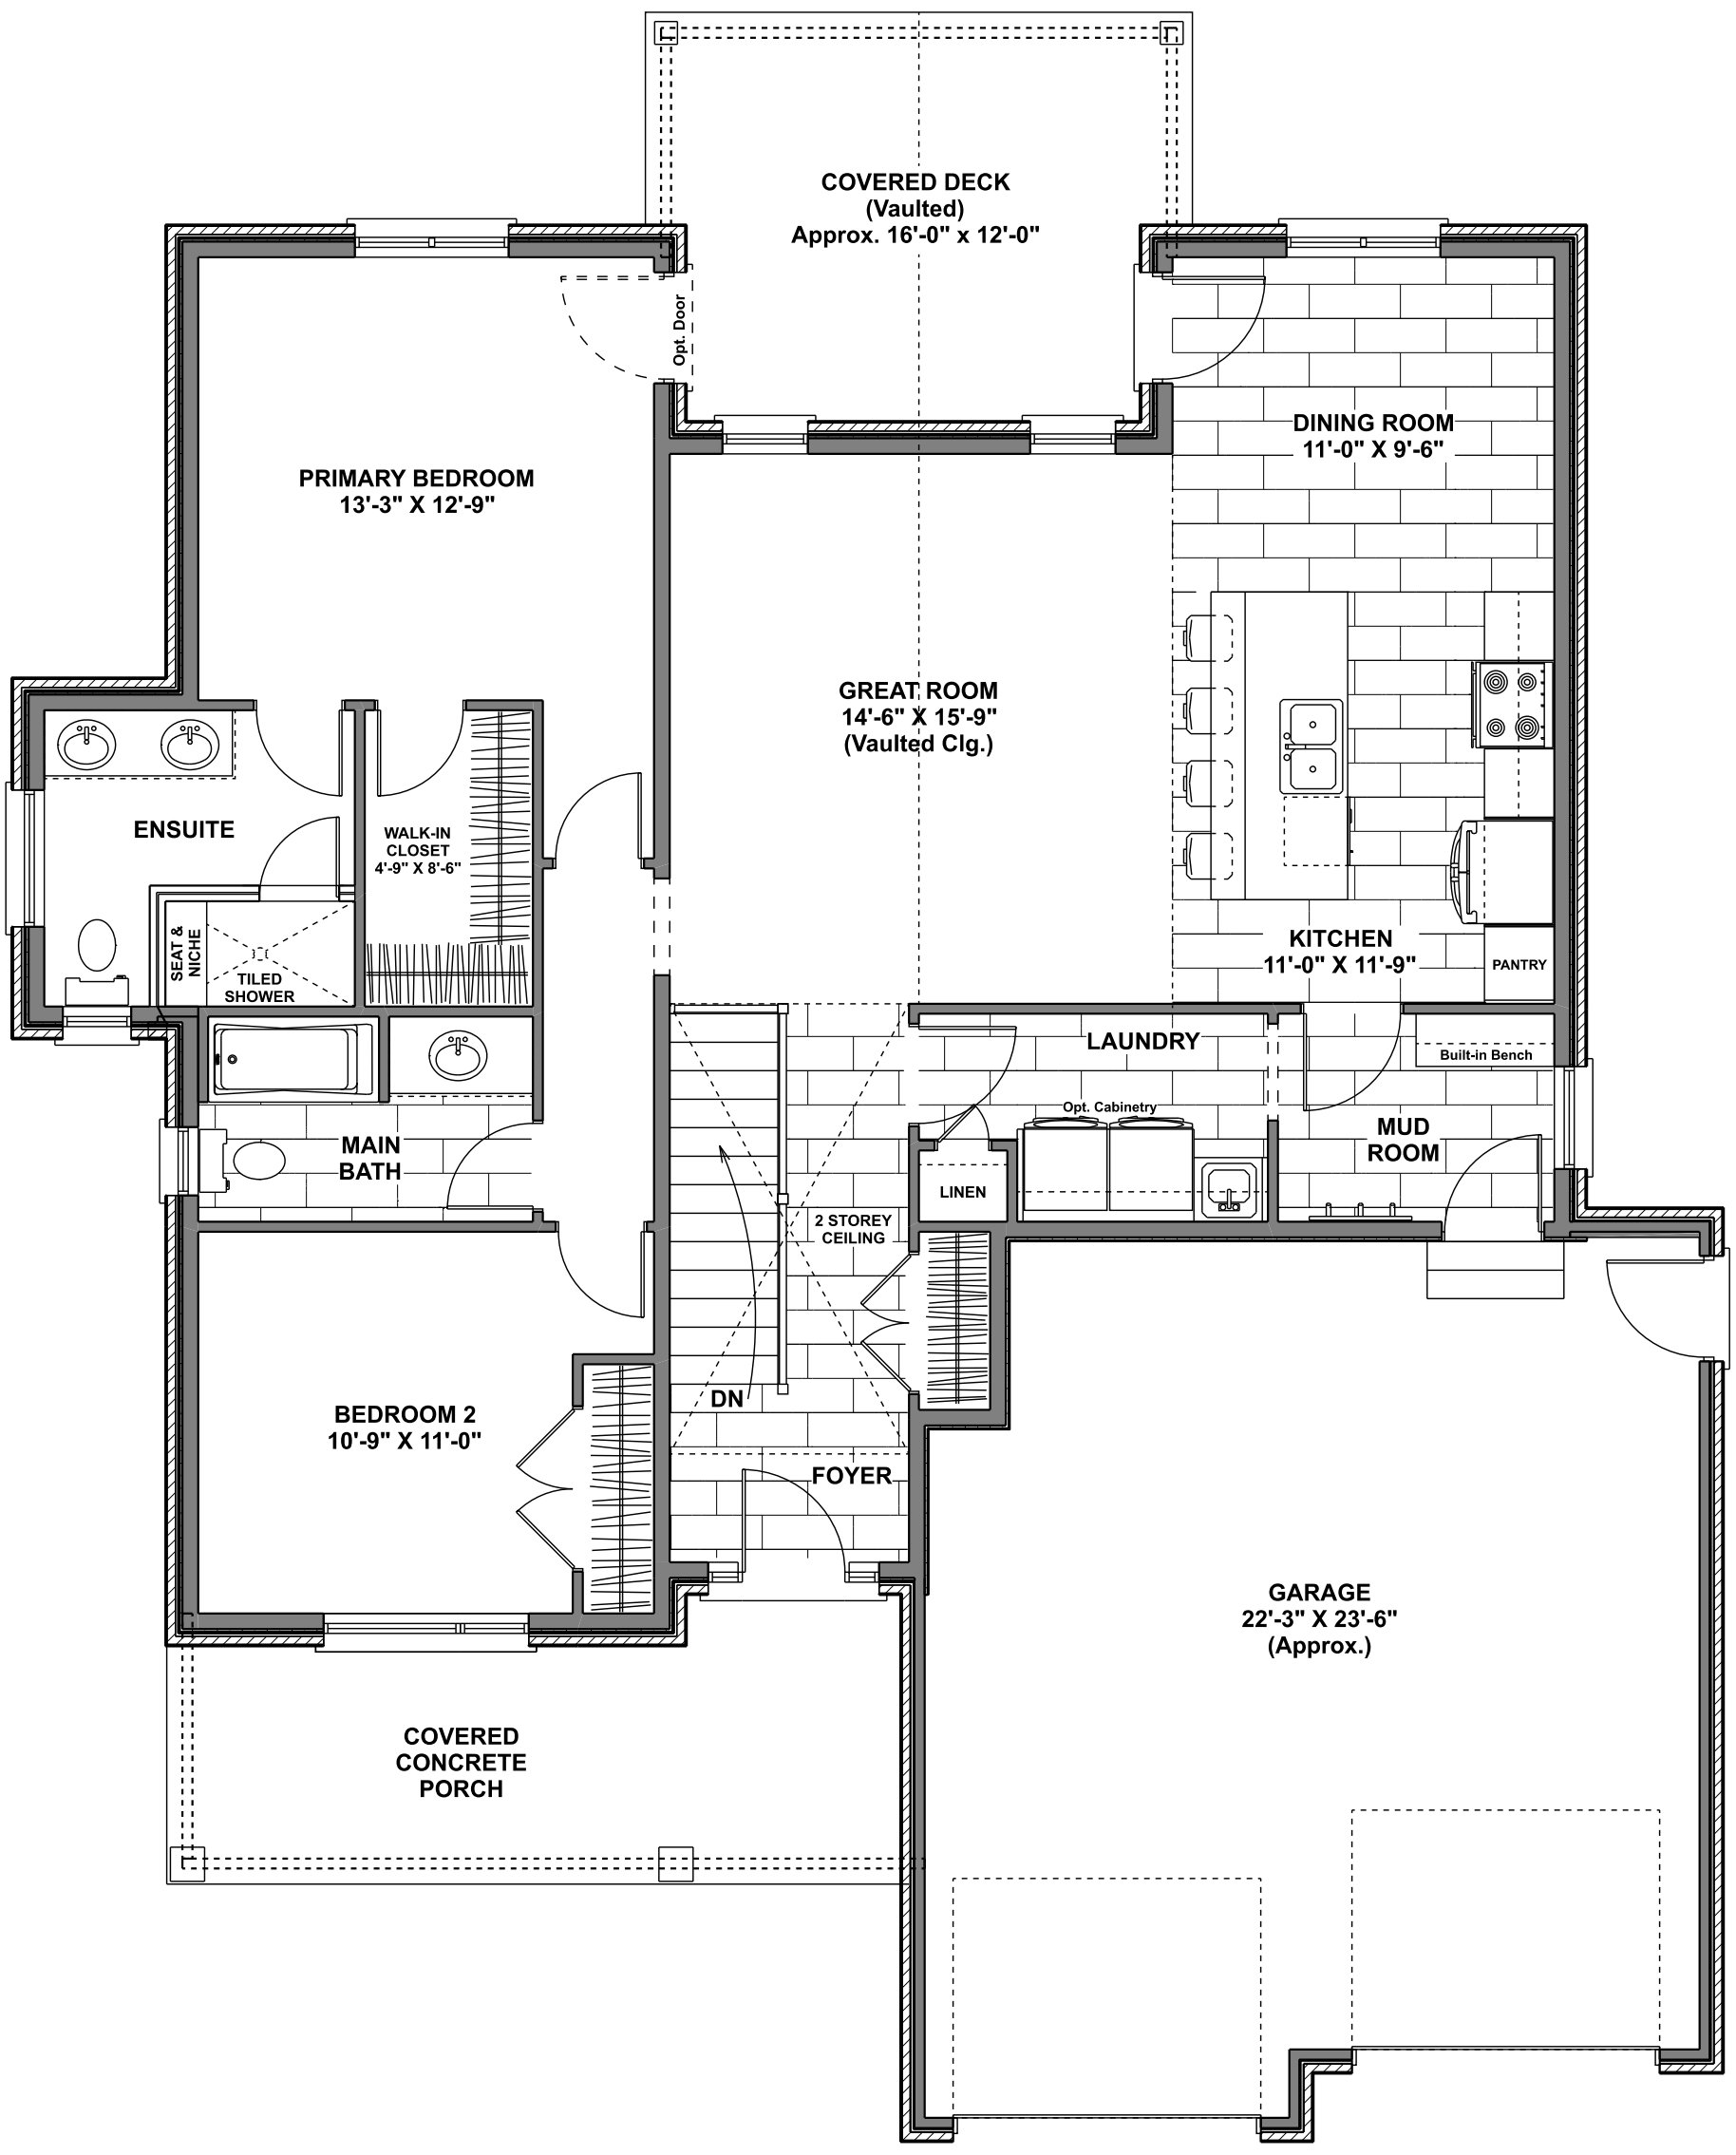 COVERED DECK
(Vaulted)
Approx. 16'-0" x 12'-0"
Opt. Door
DINING ROOM
11'-0" X 9'-6"
PRIMARY BEDROOM
13'-3" X 12'-9"
GREAT ROOM
14'-6" X 15'-9"
(Vaulted Clg.)
ENSUITE
WALK-IN
CLOSET
4'-9" X 8'-6"
SEAT &
NICHE
TILED
SHOWER
KITCHEN
11'-0" X 11'-9"
PANTRY
LAUNDRY
Built-in Bench
Opt. Cabinetry
MUD
ROOM
MAIN
BATH
LINEN
2 STOREY
CEILING
DN
BEDROOM 2
10'-9" X 11'-0"
FOYER
GARAGE
22'-3" X 23'-6"
(Approx.)
COVERED
CONCRETE
PORCH